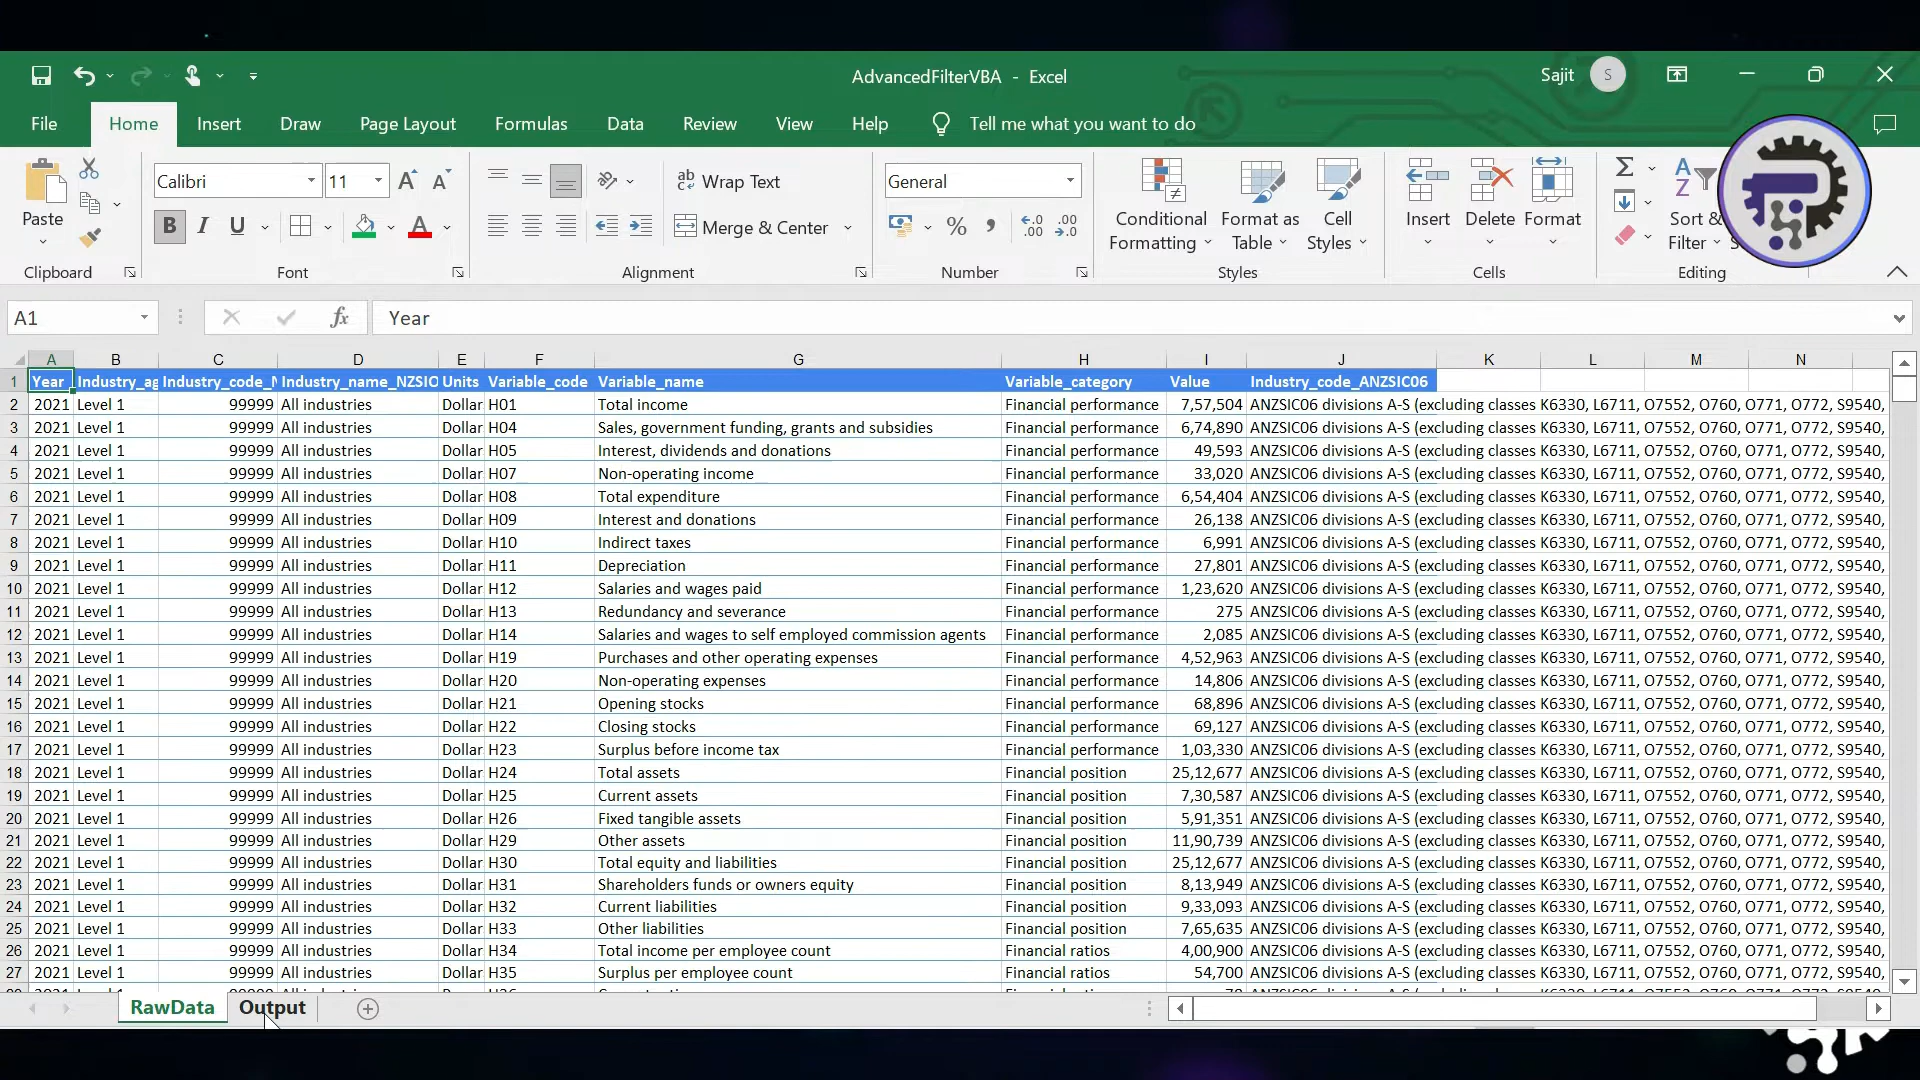 AdvancedFilterVBA - Excel
Sajit
S
File Home Insert Draw Page Layout Formulas Data Review View Help Tell me what you want to do
Calibri 11 Wrap Text General
Paste B I U Merge & Center % , Conditional Formatting Format as Table Cell Styles Insert Delete Format Sort & Filter
Clipboard Font Alignment Number Styles Cells Editing
A1 fx Year
A B C D E F G H I J K L M N
1 Year Industry_ag Industry_code_N Industry_name_NZSIO Units Variable_code Variable_name Variable_category Value Industry_code_ANZSIC06
2 2021 Level 1 99999 All industries Dollar H01 Total income Financial performance 7,57,504 ANZSIC06 divisions A-S (excluding classes K6330, L6711, O7552, O760, O771, O772, S9540,
3 2021 Level 1 99999 All industries Dollar H04 Sales, government funding, grants and subsidies Financial performance 6,74,890 ANZSIC06 divisions A-S (excluding classes K6330, L6711, O7552, O760, O771, O772, S9540,
4 2021 Level 1 99999 All industries Dollar H05 Interest, dividends and donations Financial performance 49,593 ANZSIC06 divisions A-S (excluding classes K6330, L6711, O7552, O760, O771, O772, S9540,
5 2021 Level 1 99999 All industries Dollar H07 Non-operating income Financial performance 33,020 ANZSIC06 divisions A-S (excluding classes K6330, L6711, O7552, O760, O771, O772, S9540,
6 2021 Level 1 99999 All industries Dollar H08 Total expenditure Financial performance 6,54,404 ANZSIC06 divisions A-S (excluding classes K6330, L6711, O7552, O760, O771, O772, S9540,
7 2021 Level 1 99999 All industries Dollar H09 Interest and donations Financial performance 26,138 ANZSIC06 divisions A-S (excluding classes K6330, L6711, O7552, O760, O771, O772, S9540,
8 2021 Level 1 99999 All industries Dollar H10 Indirect taxes Financial performance 6,991 ANZSIC06 divisions A-S (excluding classes K6330, L6711, O7552, O760, O771, O772, S9540,
9 2021 Level 1 99999 All industries Dollar H11 Depreciation Financial performance 27,801 ANZSIC06 divisions A-S (excluding classes K6330, L6711, O7552, O760, O771, O772, S9540,
10 2021 Level 1 99999 All industries Dollar H12 Salaries and wages paid Financial performance 1,23,620 ANZSIC06 divisions A-S (excluding classes K6330, L6711, O7552, O760, O771, O772, S9540,
11 2021 Level 1 99999 All industries Dollar H13 Redundancy and severance Financial performance 275 ANZSIC06 divisions A-S (excluding classes K6330, L6711, O7552, O760, O771, O772, S9540,
12 2021 Level 1 99999 All industries Dollar H14 Salaries and wages to self employed commission agents Financial performance 2,085 ANZSIC06 divisions A-S (excluding classes K6330, L6711, O7552, O760, O771, O772, S9540,
13 2021 Level 1 99999 All industries Dollar H19 Purchases and other operating expenses Financial performance 4,52,963 ANZSIC06 divisions A-S (excluding classes K6330, L6711, O7552, O760, O771, O772, S9540,
14 2021 Level 1 99999 All industries Dollar H20 Non-operating expenses Financial performance 14,806 ANZSIC06 divisions A-S (excluding classes K6330, L6711, O7552, O760, O771, O772, S9540,
15 2021 Level 1 99999 All industries Dollar H21 Opening stocks Financial performance 68,896 ANZSIC06 divisions A-S (excluding classes K6330, L6711, O7552, O760, O771, O772, S9540,
16 2021 Level 1 99999 All industries Dollar H22 Closing stocks Financial performance 69,127 ANZSIC06 divisions A-S (excluding classes K6330, L6711, O7552, O760, O771, O772, S9540,
17 2021 Level 1 99999 All industries Dollar H23 Surplus before income tax Financial performance 1,03,330 ANZSIC06 divisions A-S (excluding classes K6330, L6711, O7552, O760, O771, O772, S9540,
18 2021 Level 1 99999 All industries Dollar H24 Total assets Financial position 25,12,677 ANZSIC06 divisions A-S (excluding classes K6330, L6711, O7552, O760, O771, O772, S9540,
19 2021 Level 1 99999 All industries Dollar H25 Current assets Financial position 7,30,587 ANZSIC06 divisions A-S (excluding classes K6330, L6711, O7552, O760, O771, O772, S9540,
20 2021 Level 1 99999 All industries Dollar H26 Fixed tangible assets Financial position 5,91,351 ANZSIC06 divisions A-S (excluding classes K6330, L6711, O7552, O760, O771, O772, S9540,
21 2021 Level 1 99999 All industries Dollar H29 Other assets Financial position 11,90,739 ANZSIC06 divisions A-S (excluding classes K6330, L6711, O7552, O760, O771, O772, S9540,
22 2021 Level 1 99999 All industries Dollar H30 Total equity and liabilities Financial position 25,12,677 ANZSIC06 divisions A-S (excluding classes K6330, L6711, O7552, O760, O771, O772, S9540,
23 2021 Level 1 99999 All industries Dollar H31 Shareholders funds or owners equity Financial position 8,13,949 ANZSIC06 divisions A-S (excluding classes K6330, L6711, O7552, O760, O771, O772, S9540,
24 2021 Level 1 99999 All industries Dollar H32 Current liabilities Financial position 9,33,093 ANZSIC06 divisions A-S (excluding classes K6330, L6711, O7552, O760, O771, O772, S9540,
25 2021 Level 1 99999 All industries Dollar H33 Other liabilities Financial position 7,65,635 ANZSIC06 divisions A-S (excluding classes K6330, L6711, O7552, O760, O771, O772, S9540,
26 2021 Level 1 99999 All industries Dollar H34 Total income per employee count Financial ratios 4,00,900 ANZSIC06 divisions A-S (excluding classes K6330, L6711, O7552, O760, O771, O772, S9540,
27 2021 Level 1 99999 All industries Dollar H35 Surplus per employee count Financial ratios 54,700 ANZSIC06 divisions A-S (excluding classes K6330, L6711, O7552, O760, O771, O772, S9540,
RawData Output